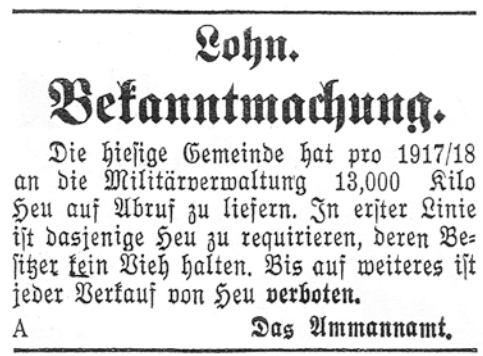 Lohn.
Bekanntmachung.
Die hiesige Gemeinde hat pro 1917/18
an die Militärverwaltung 13,000 Kilo
Heu auf Abruf zu liefern. In erster Linie
ist dasjenige Heu zu requirieren, deren Be-
sitzer kein Vieh halten. Bis auf weiteres ist
jeder Verkauf von Heu verboten.
A Das Ammannamt.